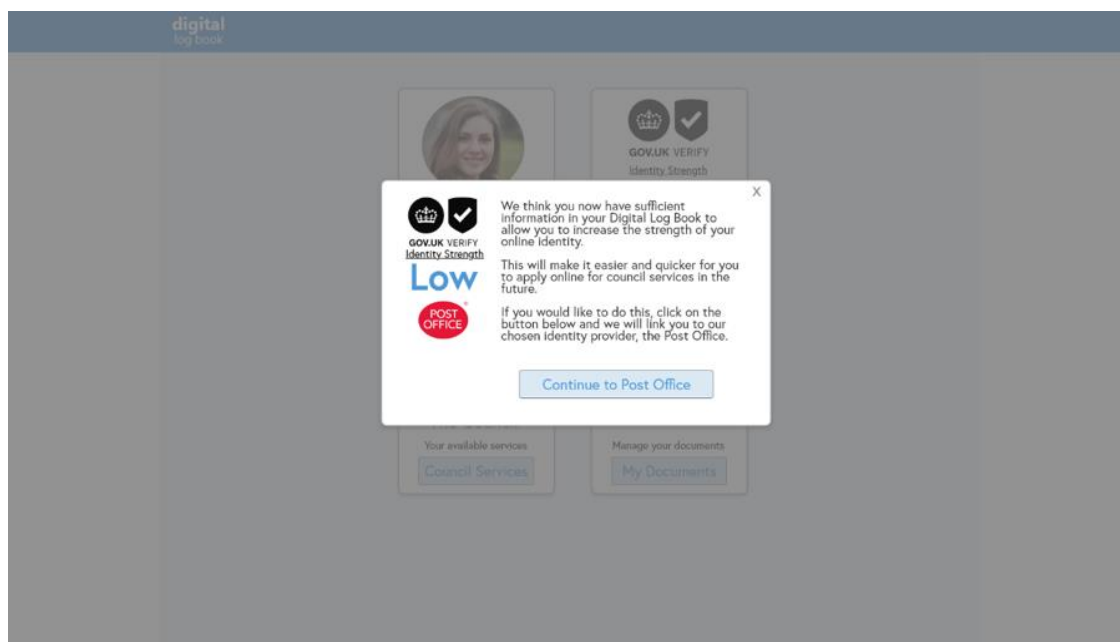 digital
log book
GOV.UK VERIFY
Identity Strength
X
GOV.UK VERIFY
Identity Strength
Low
POST
OFFICE
We think you now have sufficient
information in your Digital Log Book to
allow you to increase the strength of your
online identity.
This will make it easier and quicker for you
to apply online for council services in the
future.
If you would like to do this, click on the
button below and we will link you to our
chosen identity provider, the Post Office.
Continue to Post Office
Your available services
Council Services
Manage your documents
My Documents